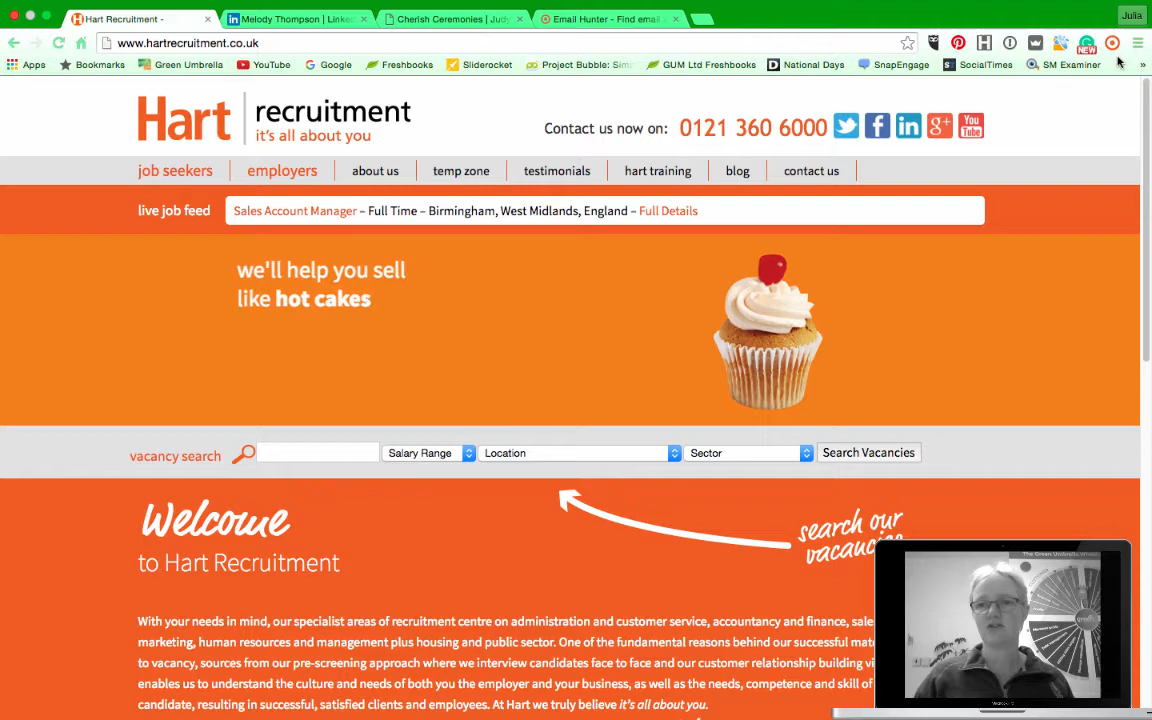 Hart Recruitment -
Melody Thompson | Linke
Cherish Ceremonies | Judy
Email Hunter - Find email
Julia
www.hartrecruitment.co.uk
NEW
Apps
Bookmarks
Green Umbrella
YouTube
Google
Freshbooks
Sliderocket
Project Bubble: Sim
GUM Ltd Freshbooks
National Days
SnapEngage
SocialTimes
SM Examiner
Hart recruitment
it's all about you
Contact us now on: 0121 360 6000
You Tube
job seekers
employers
about us
temp zone
testimonials
hart training
blog
contact us
live job feed
Sales Account Manager – Full Time – Birmingham, West Midlands, England – Full Details
we'll help you sell
like hot cakes
vacancy search
Salary Range
Location
Sector
Search Vacancies
Welcome
to Hart Recruitment
search our
vacancies
With your needs in mind, our specialist areas of recruitment centre on administration and customer service, accountancy and finance, sale
marketing, human resources and management plus housing and public sector. One of the fundamental reasons behind our successful mat
to vacancy, sources from our pre-screening approach where we interview candidates face to face and our customer relationship building vi
enables us to understand the culture and needs of both you the employer and your business, as well as the needs, competence and skill of
candidate, resulting in successful, satisfied clients and employees. At Hart we truly believe it's all about you.
The Green Umbrella